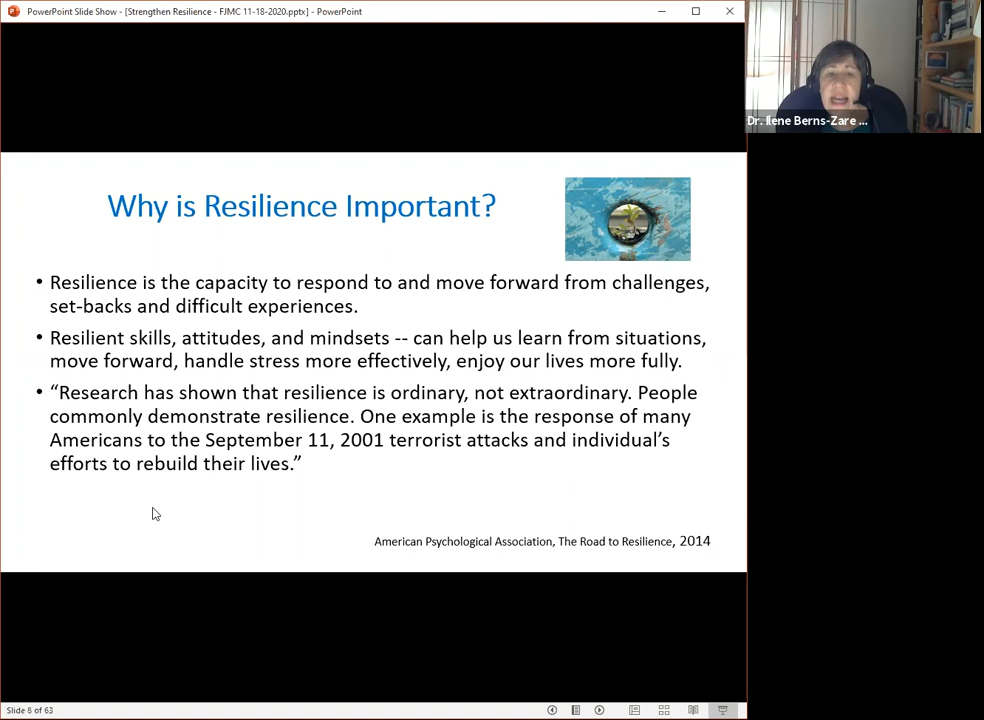 PowerPoint Slide Show - [Strengthen Resilience - FJMC 11-18-2020.pptx] - PowerPoint
Dr. Ilene Berns-Zare ...
Why is Resilience Important?
• Resilience is the capacity to respond to and move forward from challenges,
set-backs and difficult experiences.
• Resilient skills, attitudes, and mindsets -- can help us learn from situations,
move forward, handle stress more effectively, enjoy our lives more fully.
• “Research has shown that resilience is ordinary, not extraordinary. People
commonly demonstrate resilience. One example is the response of many
Americans to the September 11, 2001 terrorist attacks and individual’s
efforts to rebuild their lives.”
American Psychological Association, The Road to Resilience, 2014
Slide 8 of 63